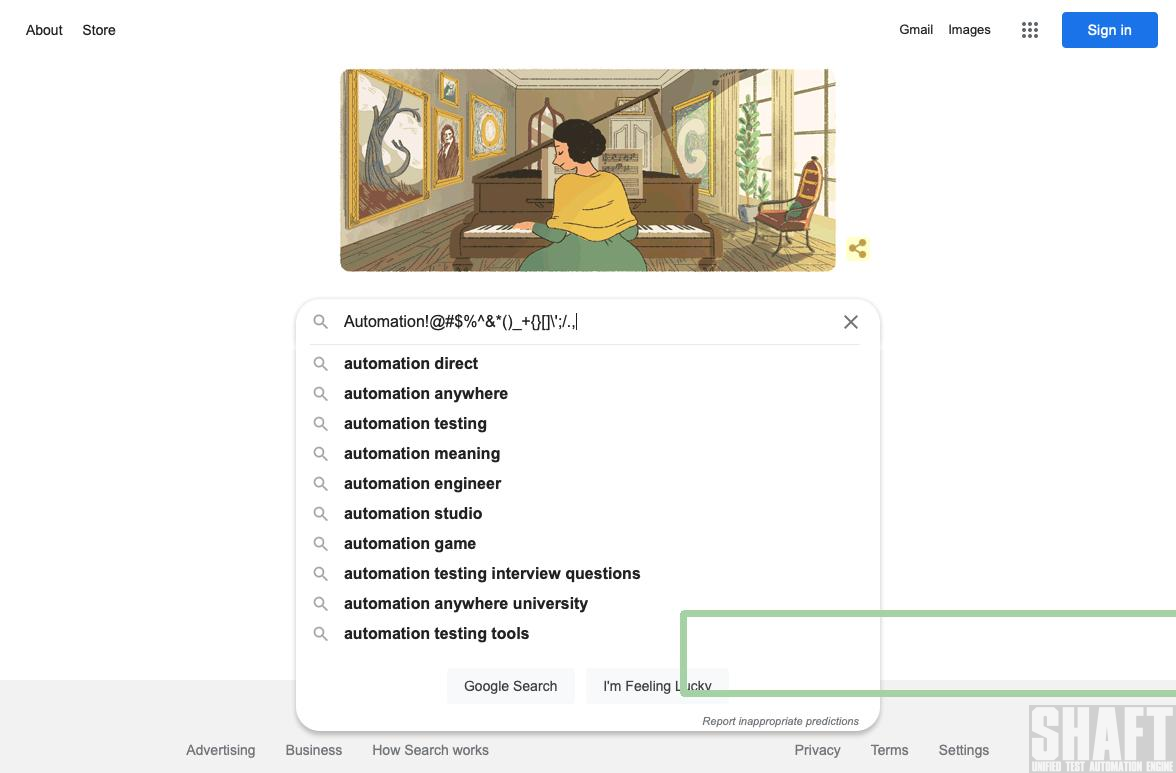 About Store Gmail Images Sign in
G
Automation!@#$%^&*()_+{}[]\';/.,
automation direct
automation anywhere
automation testing
automation meaning
automation engineer
automation studio
automation game
automation testing interview questions
automation anywhere university
automation testing tools
Google Search I'm Feeling Lucky
Report inappropriate predictions
Advertising Business How Search works Privacy Terms Settings
SHAFT
UNIFIED TEST AUTOMATION ENGINE